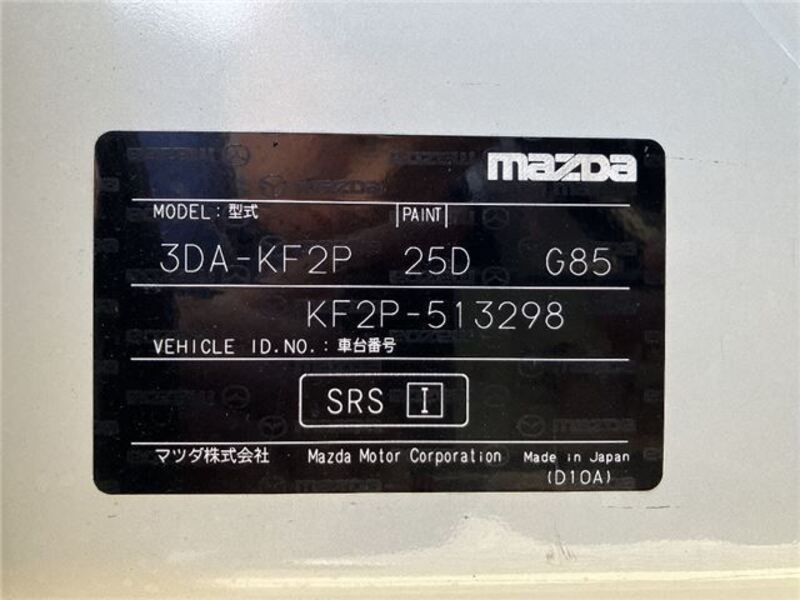 mazda
MODEL：型式 PAINT
3DA-KF2P 25D G85
KF2P-513298
VEHICLE ID.NO.：車台番号
SRS I
マツダ株式会社 Mazda Motor Corporation Made in Japan
(D10A)